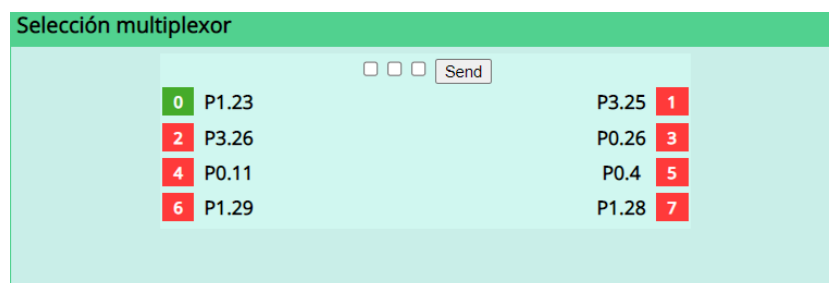 Selección multiplexor
Send
0 P1.23 P3.25 1
2 P3.26 P0.26 3
4 P0.11 P0.4 5
6 P1.29 P1.28 7